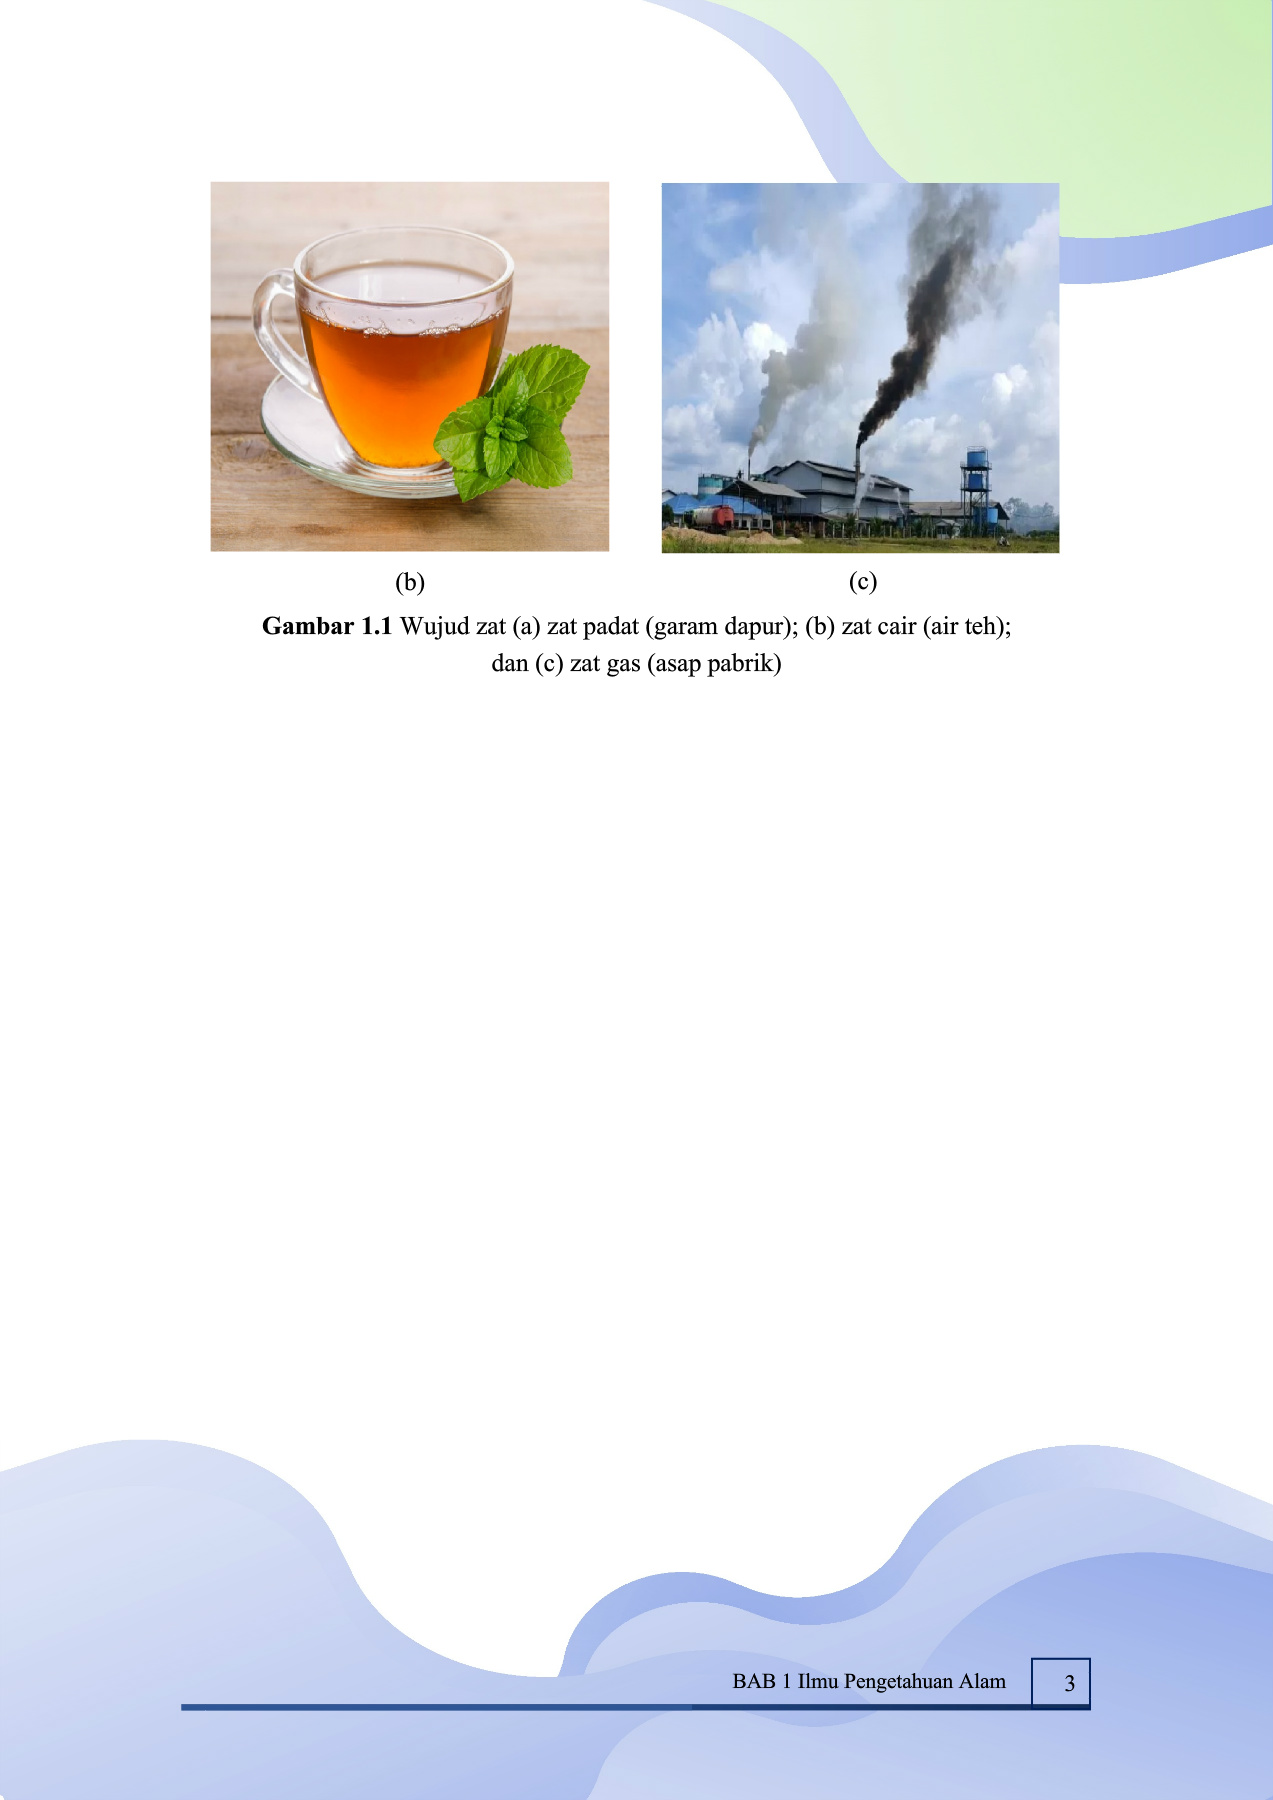 (b)
(c)
Gambar 1.1 Wujud zat (a) zat padat (garam dapur); (b) zat cair (air teh);
dan (c) zat gas (asap pabrik)
BAB 1 Ilmu Pengetahuan Alam
3